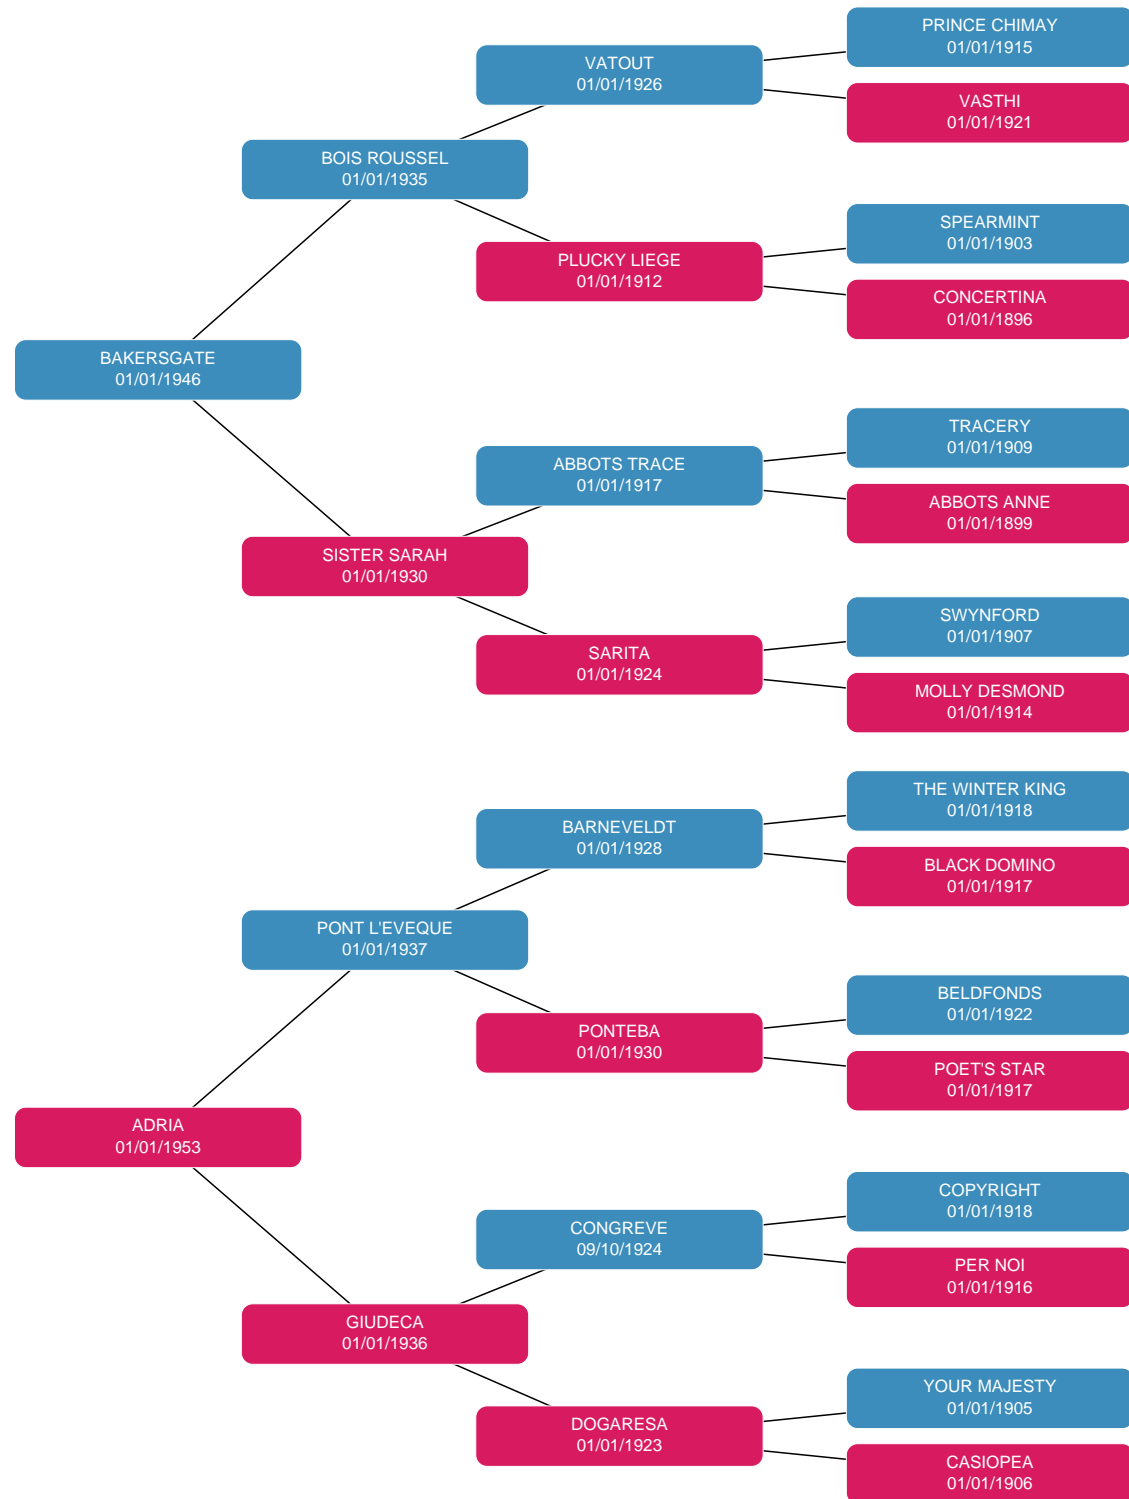 PRINCE CHIMAY
01/01/1915
VATOUT
01/01/1926
VASTHI
01/01/1921
BOIS ROUSSEL
01/01/1935
SPEARMINT
01/01/1903
PLUCKY LIEGE
01/01/1912
CONCERTINA
01/01/1896
BAKERSGATE
01/01/1946
TRACERY
01/01/1909
ABBOTS TRACE
01/01/1917
ABBOTS ANNE
01/01/1899
SISTER SARAH
01/01/1930
SWYNFORD
01/01/1907
SARITA
01/01/1924
MOLLY DESMOND
01/01/1914
THE WINTER KING
01/01/1918
BARNEVELDT
01/01/1928
BLACK DOMINO
01/01/1917
PONT L'EVEQUE
01/01/1937
BELDFONDS
01/01/1922
PONTEBA
01/01/1930
POET'S STAR
01/01/1917
ADRIA
01/01/1953
COPYRIGHT
01/01/1918
CONGREVE
09/10/1924
PER NOI
01/01/1916
GIUDECA
01/01/1936
YOUR MAJESTY
01/01/1905
DOGARESA
01/01/1923
CASIOPEA
01/01/1906